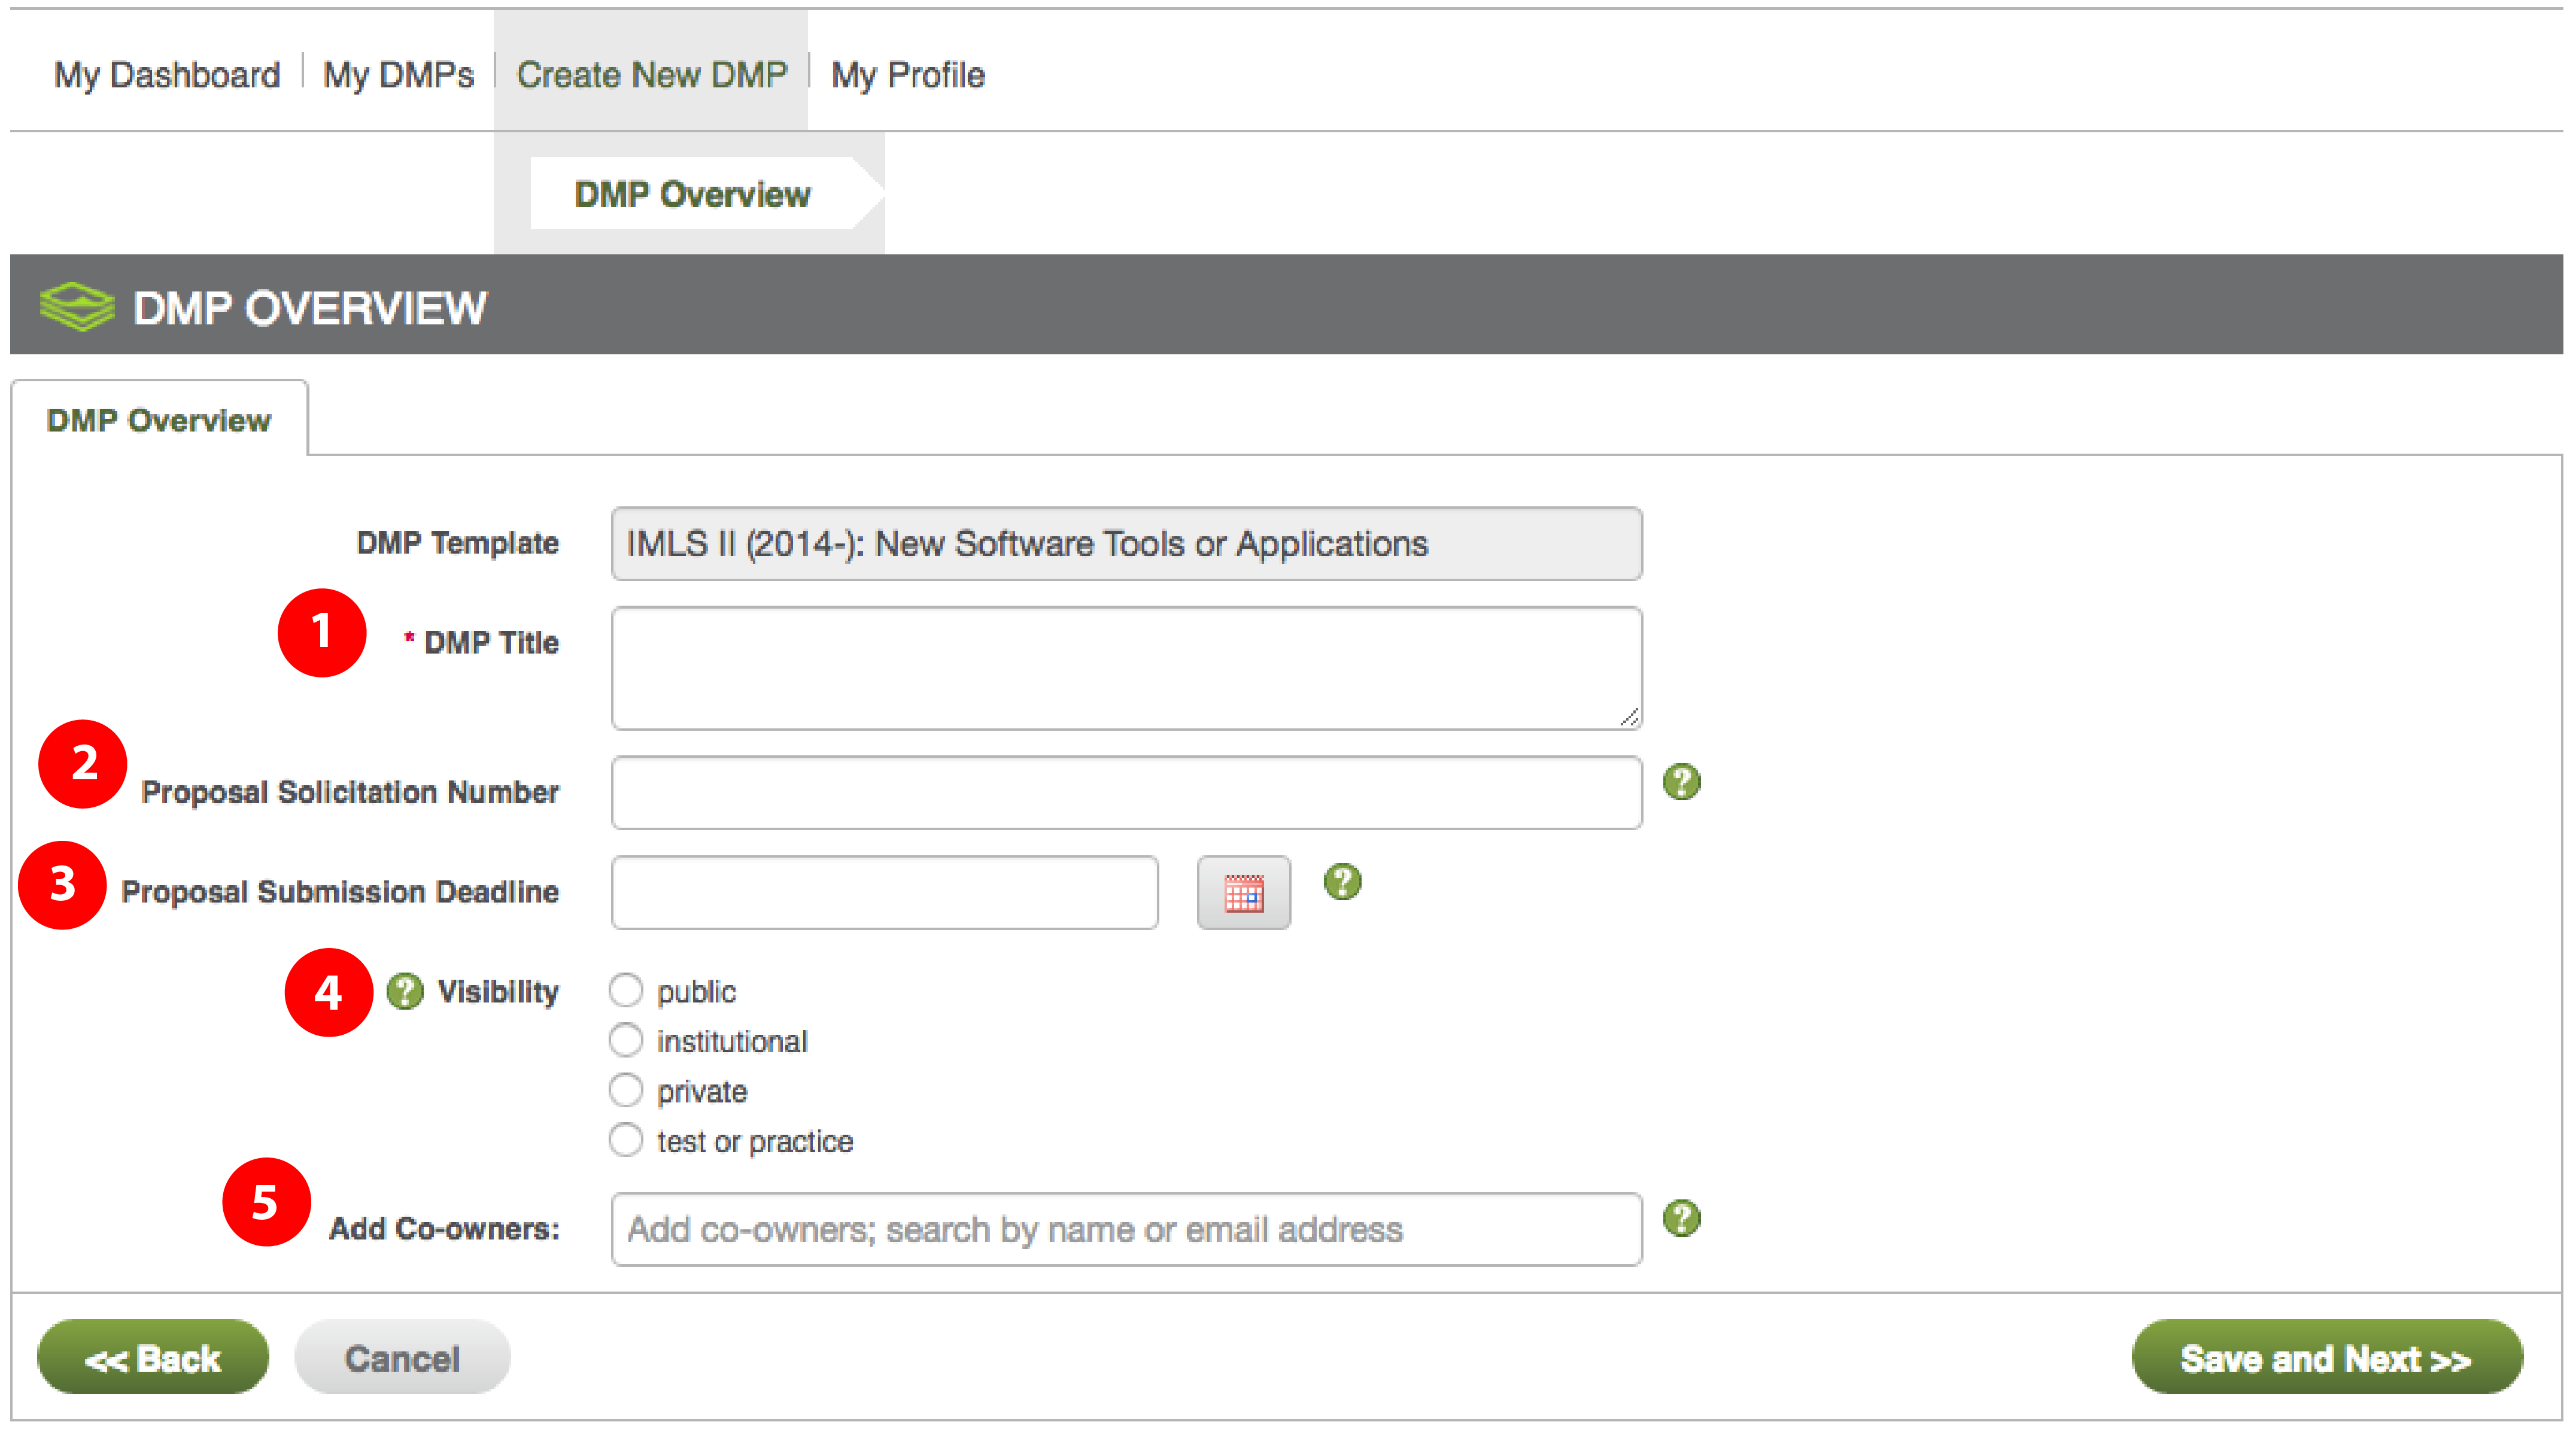 My Dashboard My DMPs Create New DMP My Profile
DMP Overview
DMP OVERVIEW
DMP Overview
DMP Template IMLS II (2014-): New Software Tools or Applications
1 * DMP Title
2 Proposal Solicitation Number ?
3 Proposal Submission Deadline ?
4 ? Visibility public
institutional
private
test or practice
5 Add Co-owners: Add co-owners; search by name or email address ?
<< Back Cancel Save and Next >>